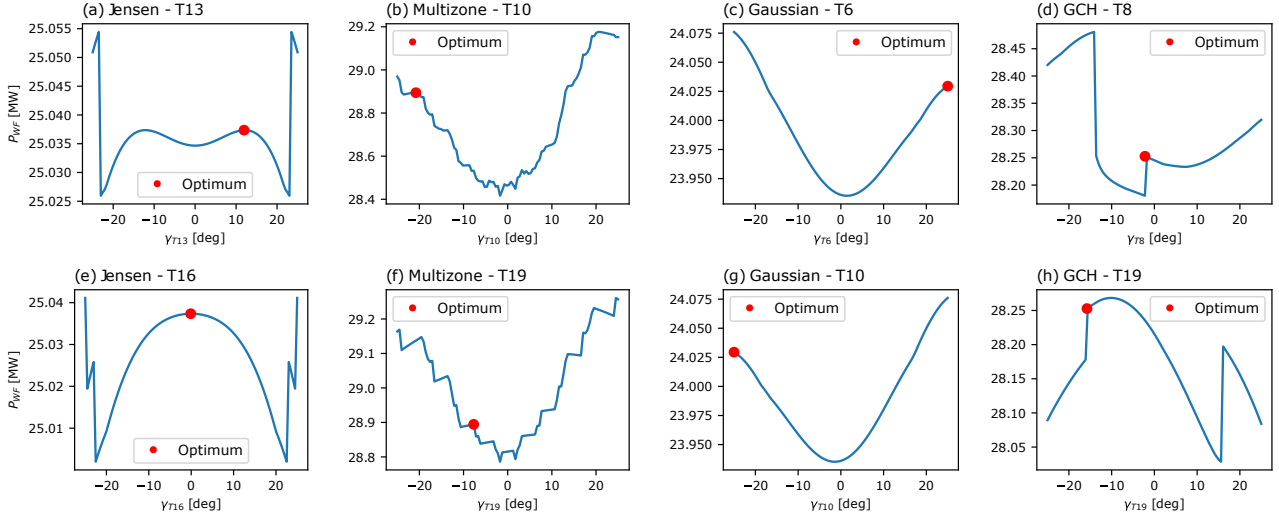 (a) Jensen - T13
25.055
25.050
25.045
25.040
25.035
25.030
25.025
P_WF [MW]
Optimum
−20 −10 0 10 20
γ_T13 [deg]
(b) Multizone - T10
29.2
29.0
28.8
28.6
28.4
Optimum
−20 −10 0 10 20
γ_T10 [deg]
(c) Gaussian - T6
24.075
24.050
24.025
24.000
23.975
23.950
Optimum
−20 −10 0 10 20
γ_T6 [deg]
(d) GCH - T8
28.45
28.40
28.35
28.30
28.25
28.20
Optimum
−20 −10 0 10 20
γ_T8 [deg]
(e) Jensen - T16
25.04
25.03
25.02
25.01
P_WF [MW]
Optimum
−20 −10 0 10 20
γ_T16 [deg]
(f) Multizone - T19
29.2
29.1
29.0
28.9
28.8
Optimum
−20 −10 0 10 20
γ_T19 [deg]
(g) Gaussian - T10
24.075
24.050
24.025
24.000
23.975
23.950
Optimum
−20 −10 0 10 20
γ_T10 [deg]
(h) GCH - T19
28.25
28.20
28.15
28.10
28.05
Optimum
−20 −10 0 10 20
γ_T19 [deg]